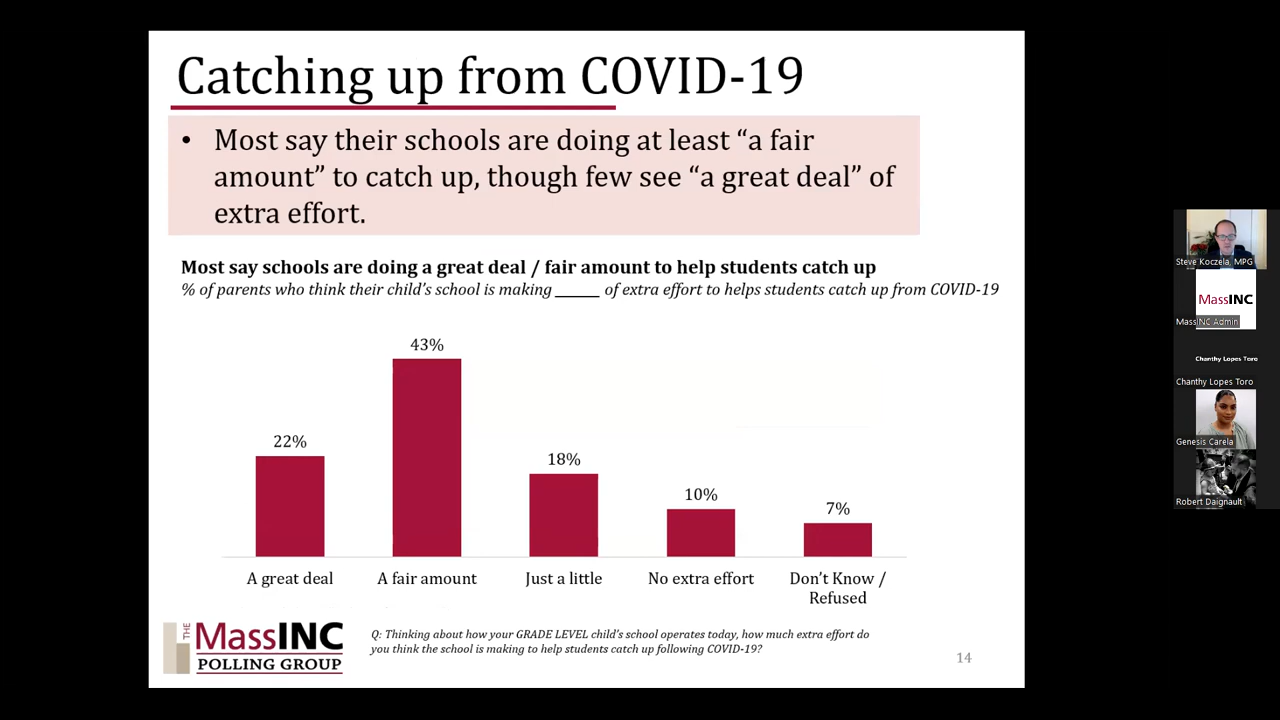 Catching up from COVID-19
• Most say their schools are doing at least “a fair
amount” to catch up, though few see “a great deal” of
extra effort.
Most say schools are doing a great deal / fair amount to help students catch up
% of parents who think their child’s school is making ______ of extra effort to helps students catch up from COVID-19
43%
22%
18%
10%
7%
A great deal
A fair amount
Just a little
No extra effort
Don’t Know /
Refused
THE
MassINC
POLLING GROUP
Q: Thinking about how your GRADE LEVEL child’s school operates today, how much extra effort do
you think the school is making to help students catch up following COVID-19?
14
Steve Koczela, MPG
MassINC
MassINC Admin
Chanthy Lopes Toro
Chanthy Lopes Toro
Genesis Carela
Robert Daignault